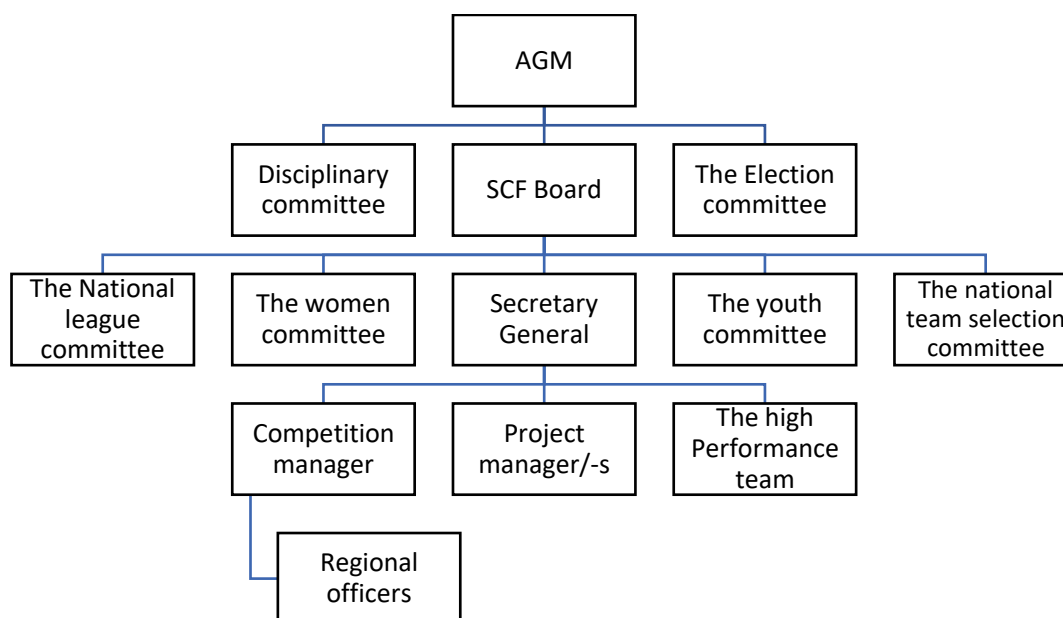 AGM
Disciplinary
committee
SCF Board
The Election
committee
The National
league
committee
The women
committee
Secretary
General
The youth
committee
The national
team selection
committee
Competition
manager
Project
manager/-s
The high
Performance
team
Regional
officers